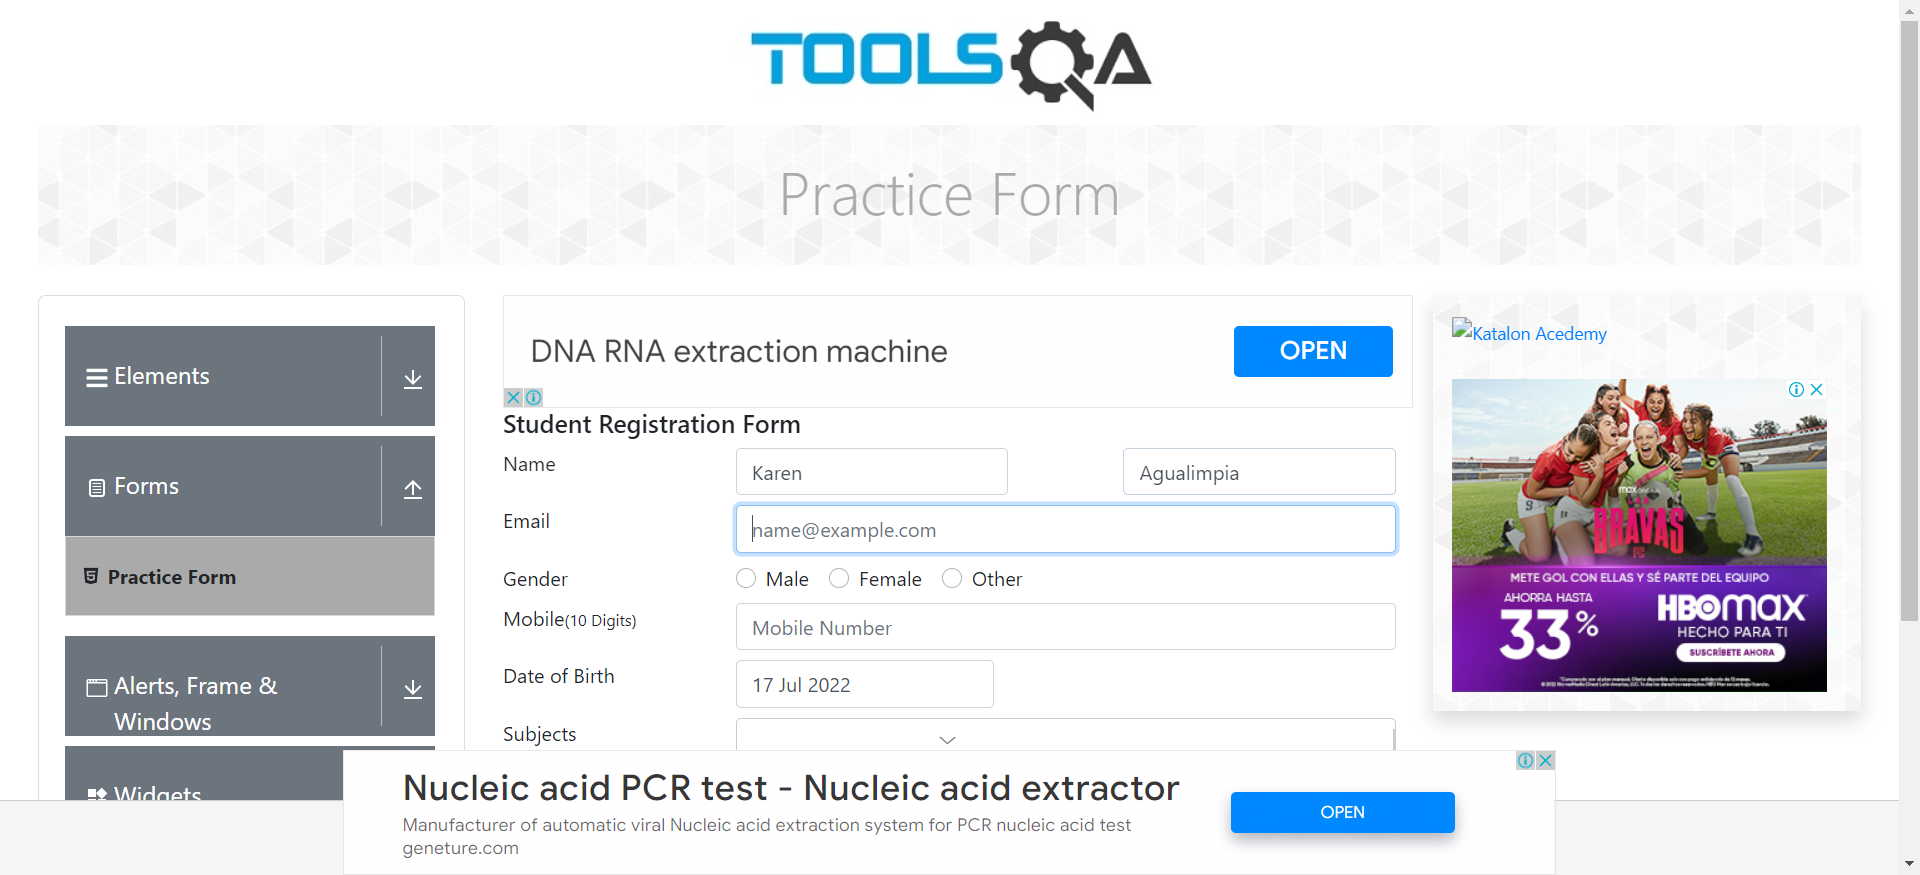 TOOLSQA
Practice Form
Elements
Forms
Practice Form
Alerts, Frame &
Windows
Widgets
DNA RNA extraction machine
OPEN
Student Registration Form
Name
Karen
Agualimpia
Email
name@example.com
Gender
Male
Female
Other
Mobile(10 Digits)
Mobile Number
Date of Birth
17 Jul 2022
Subjects
Katalon Acedemy
max ORIGINAL
BRAVAS
FC
METE GOL CON ELLAS Y SÉ PARTE DEL EQUIPO
AHORRA HASTA
33%
HBOmax
HECHO PARA TI
SUSCRÍBETE AHORA
Nucleic acid PCR test - Nucleic acid extractor
Manufacturer of automatic viral Nucleic acid extraction system for PCR nucleic acid test
geneture.com
OPEN